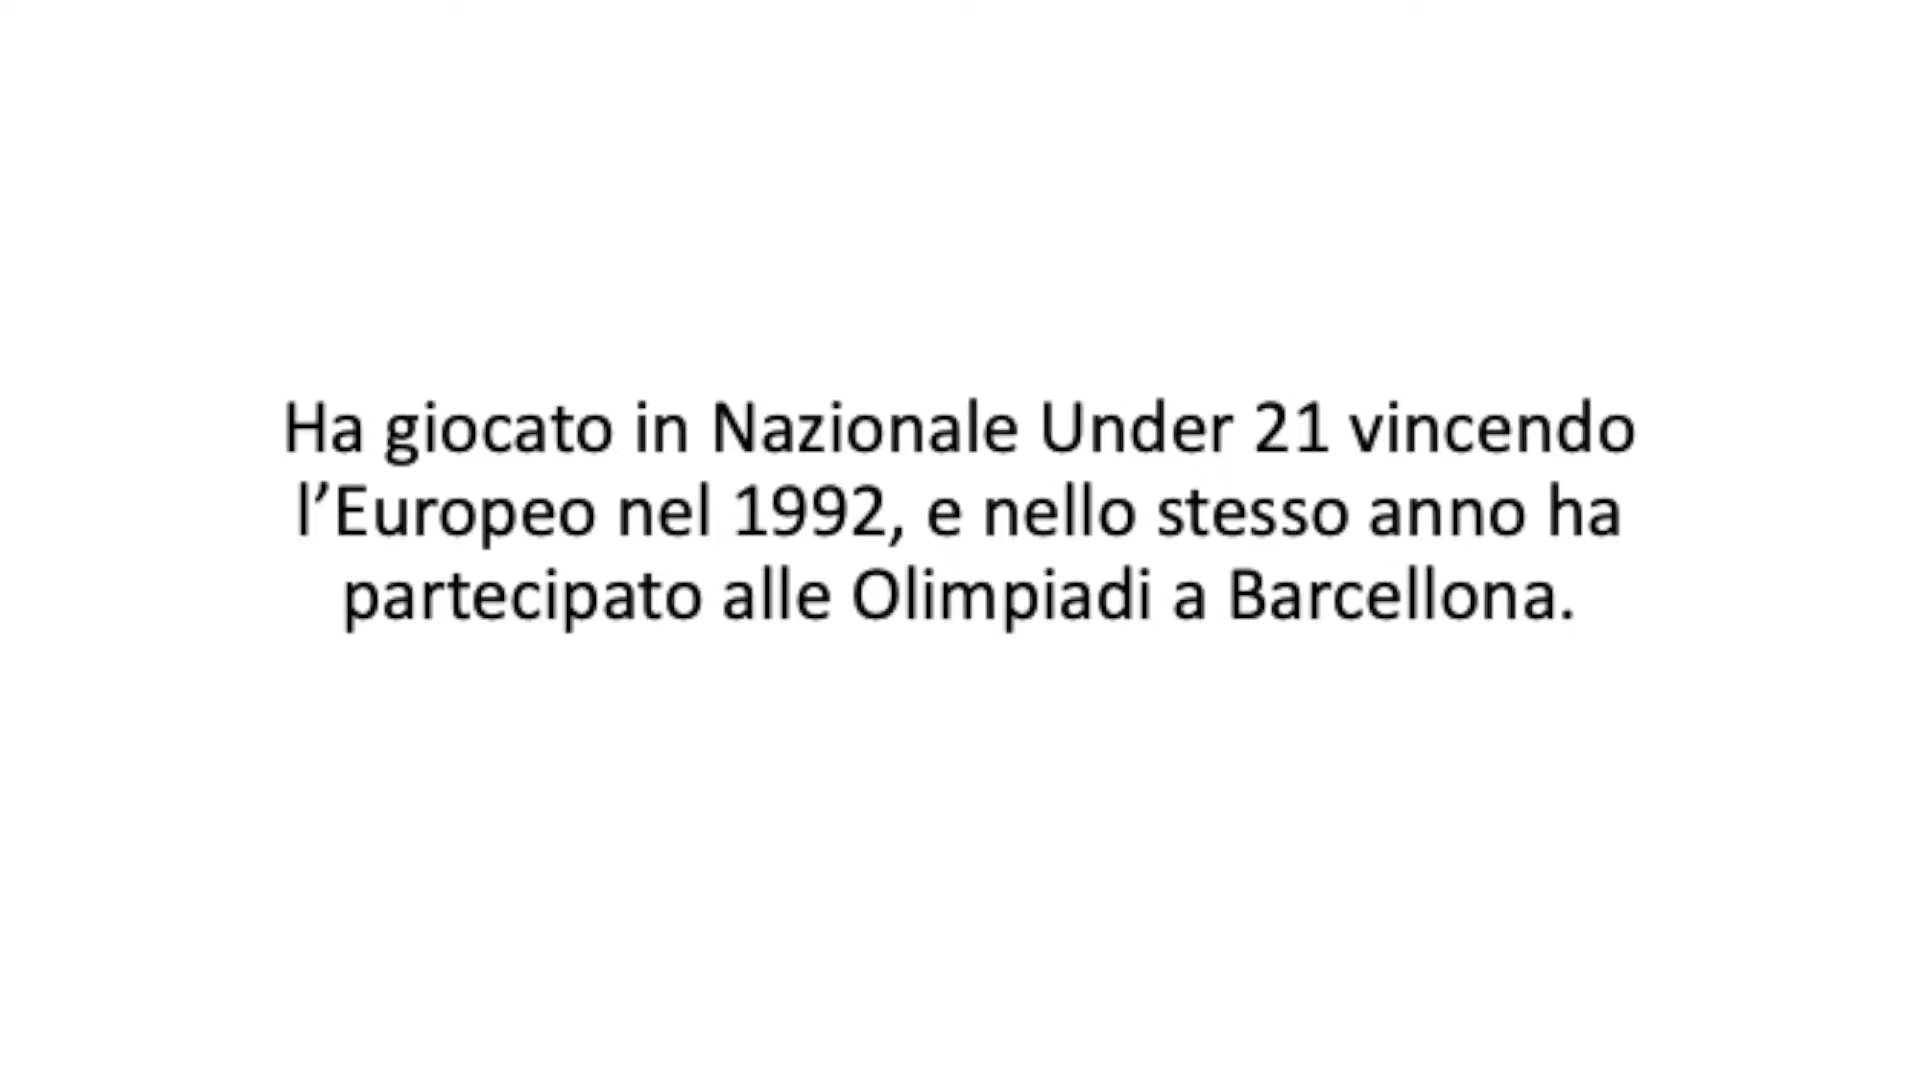 Ha giocato in Nazionale Under 21 vincendo
l’Europeo nel 1992, e nello stesso anno ha
partecipato alle Olimpiadi a Barcellona.